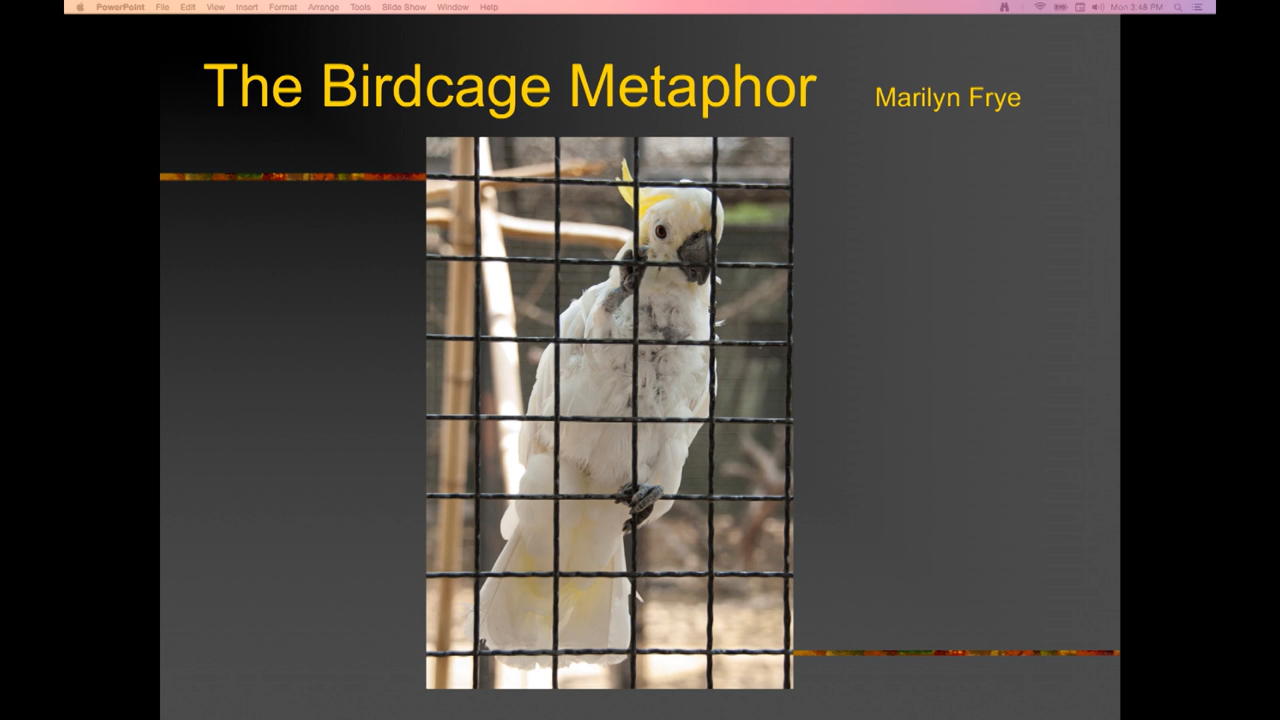 PowerPoint File Edit View Insert Format Arrange Tools Slide Show Window Help Mon 3:48 PM
The Birdcage Metaphor Marilyn Frye